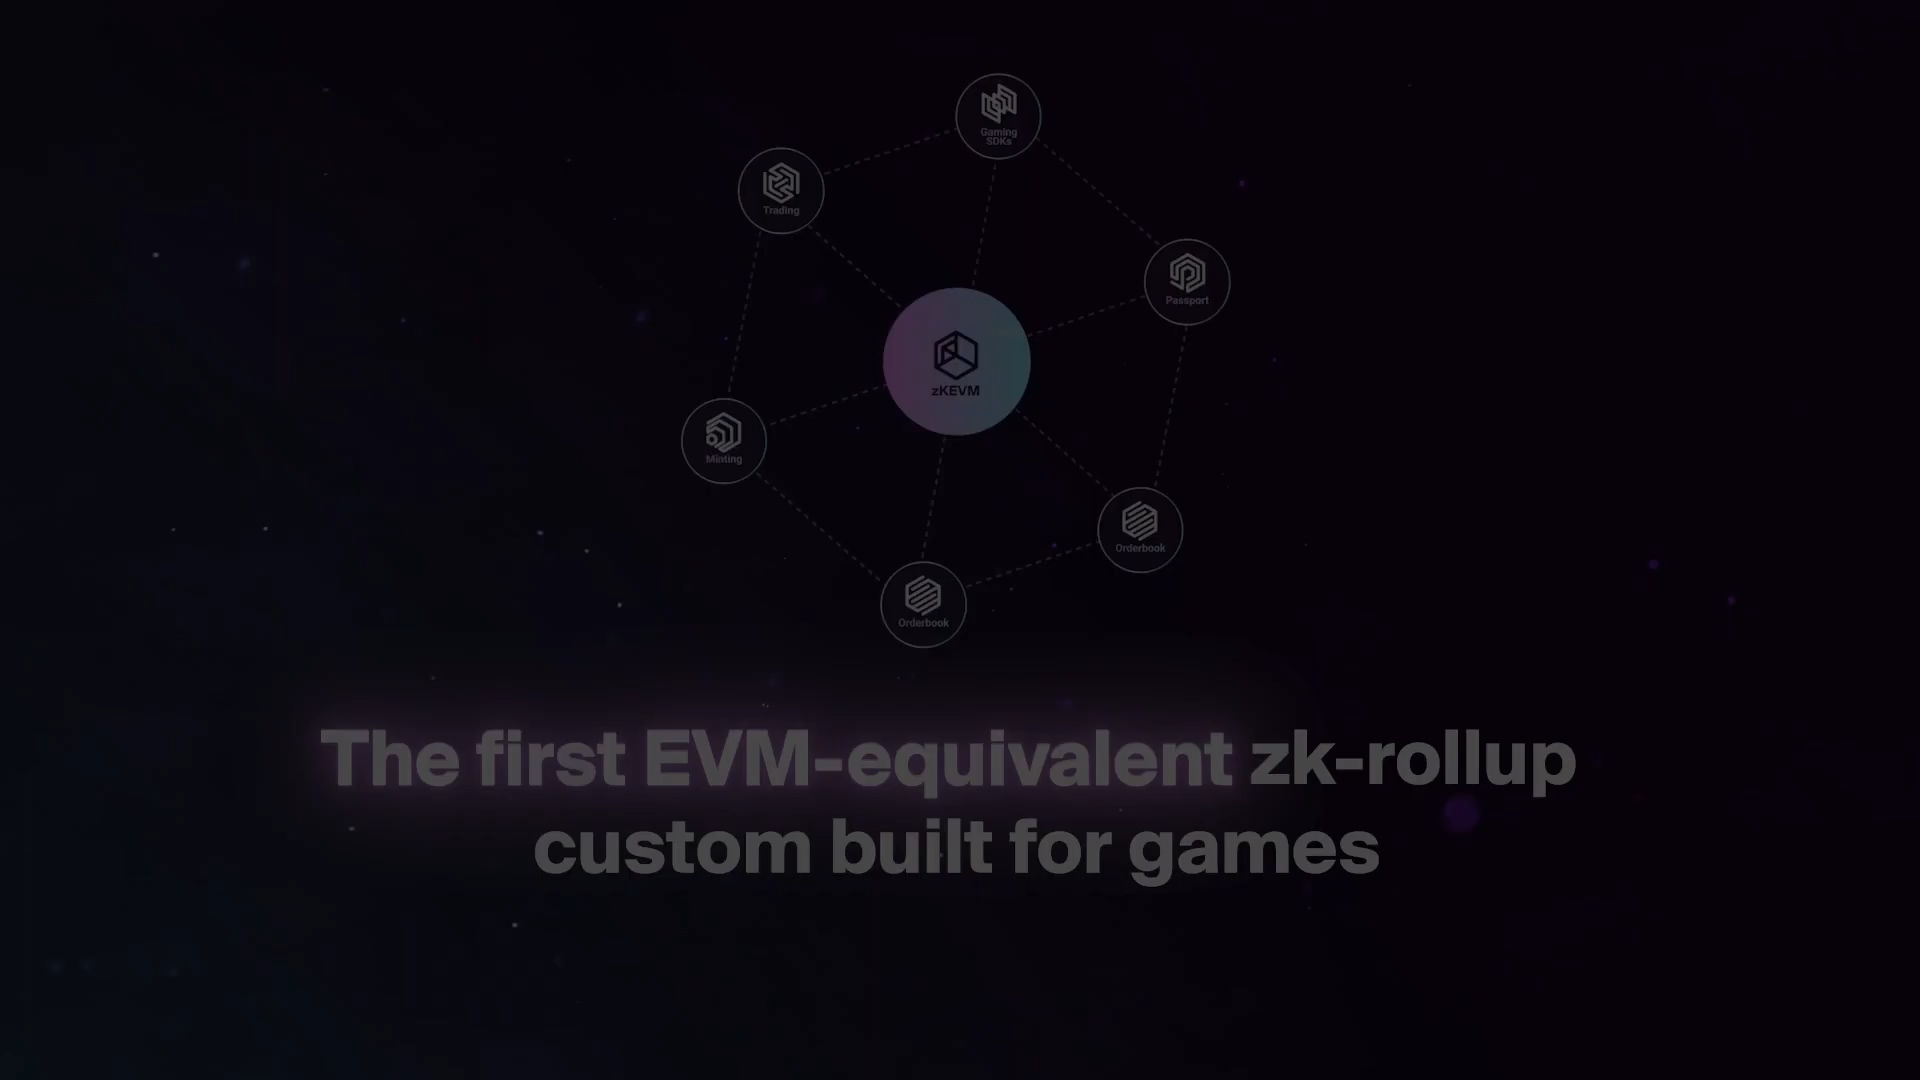 Gaming
SDKs
Trading
Passport
zKEVM
Minting
Orderbook
Orderbook
The first EVM-equivalent zk-rollup
custom built for games